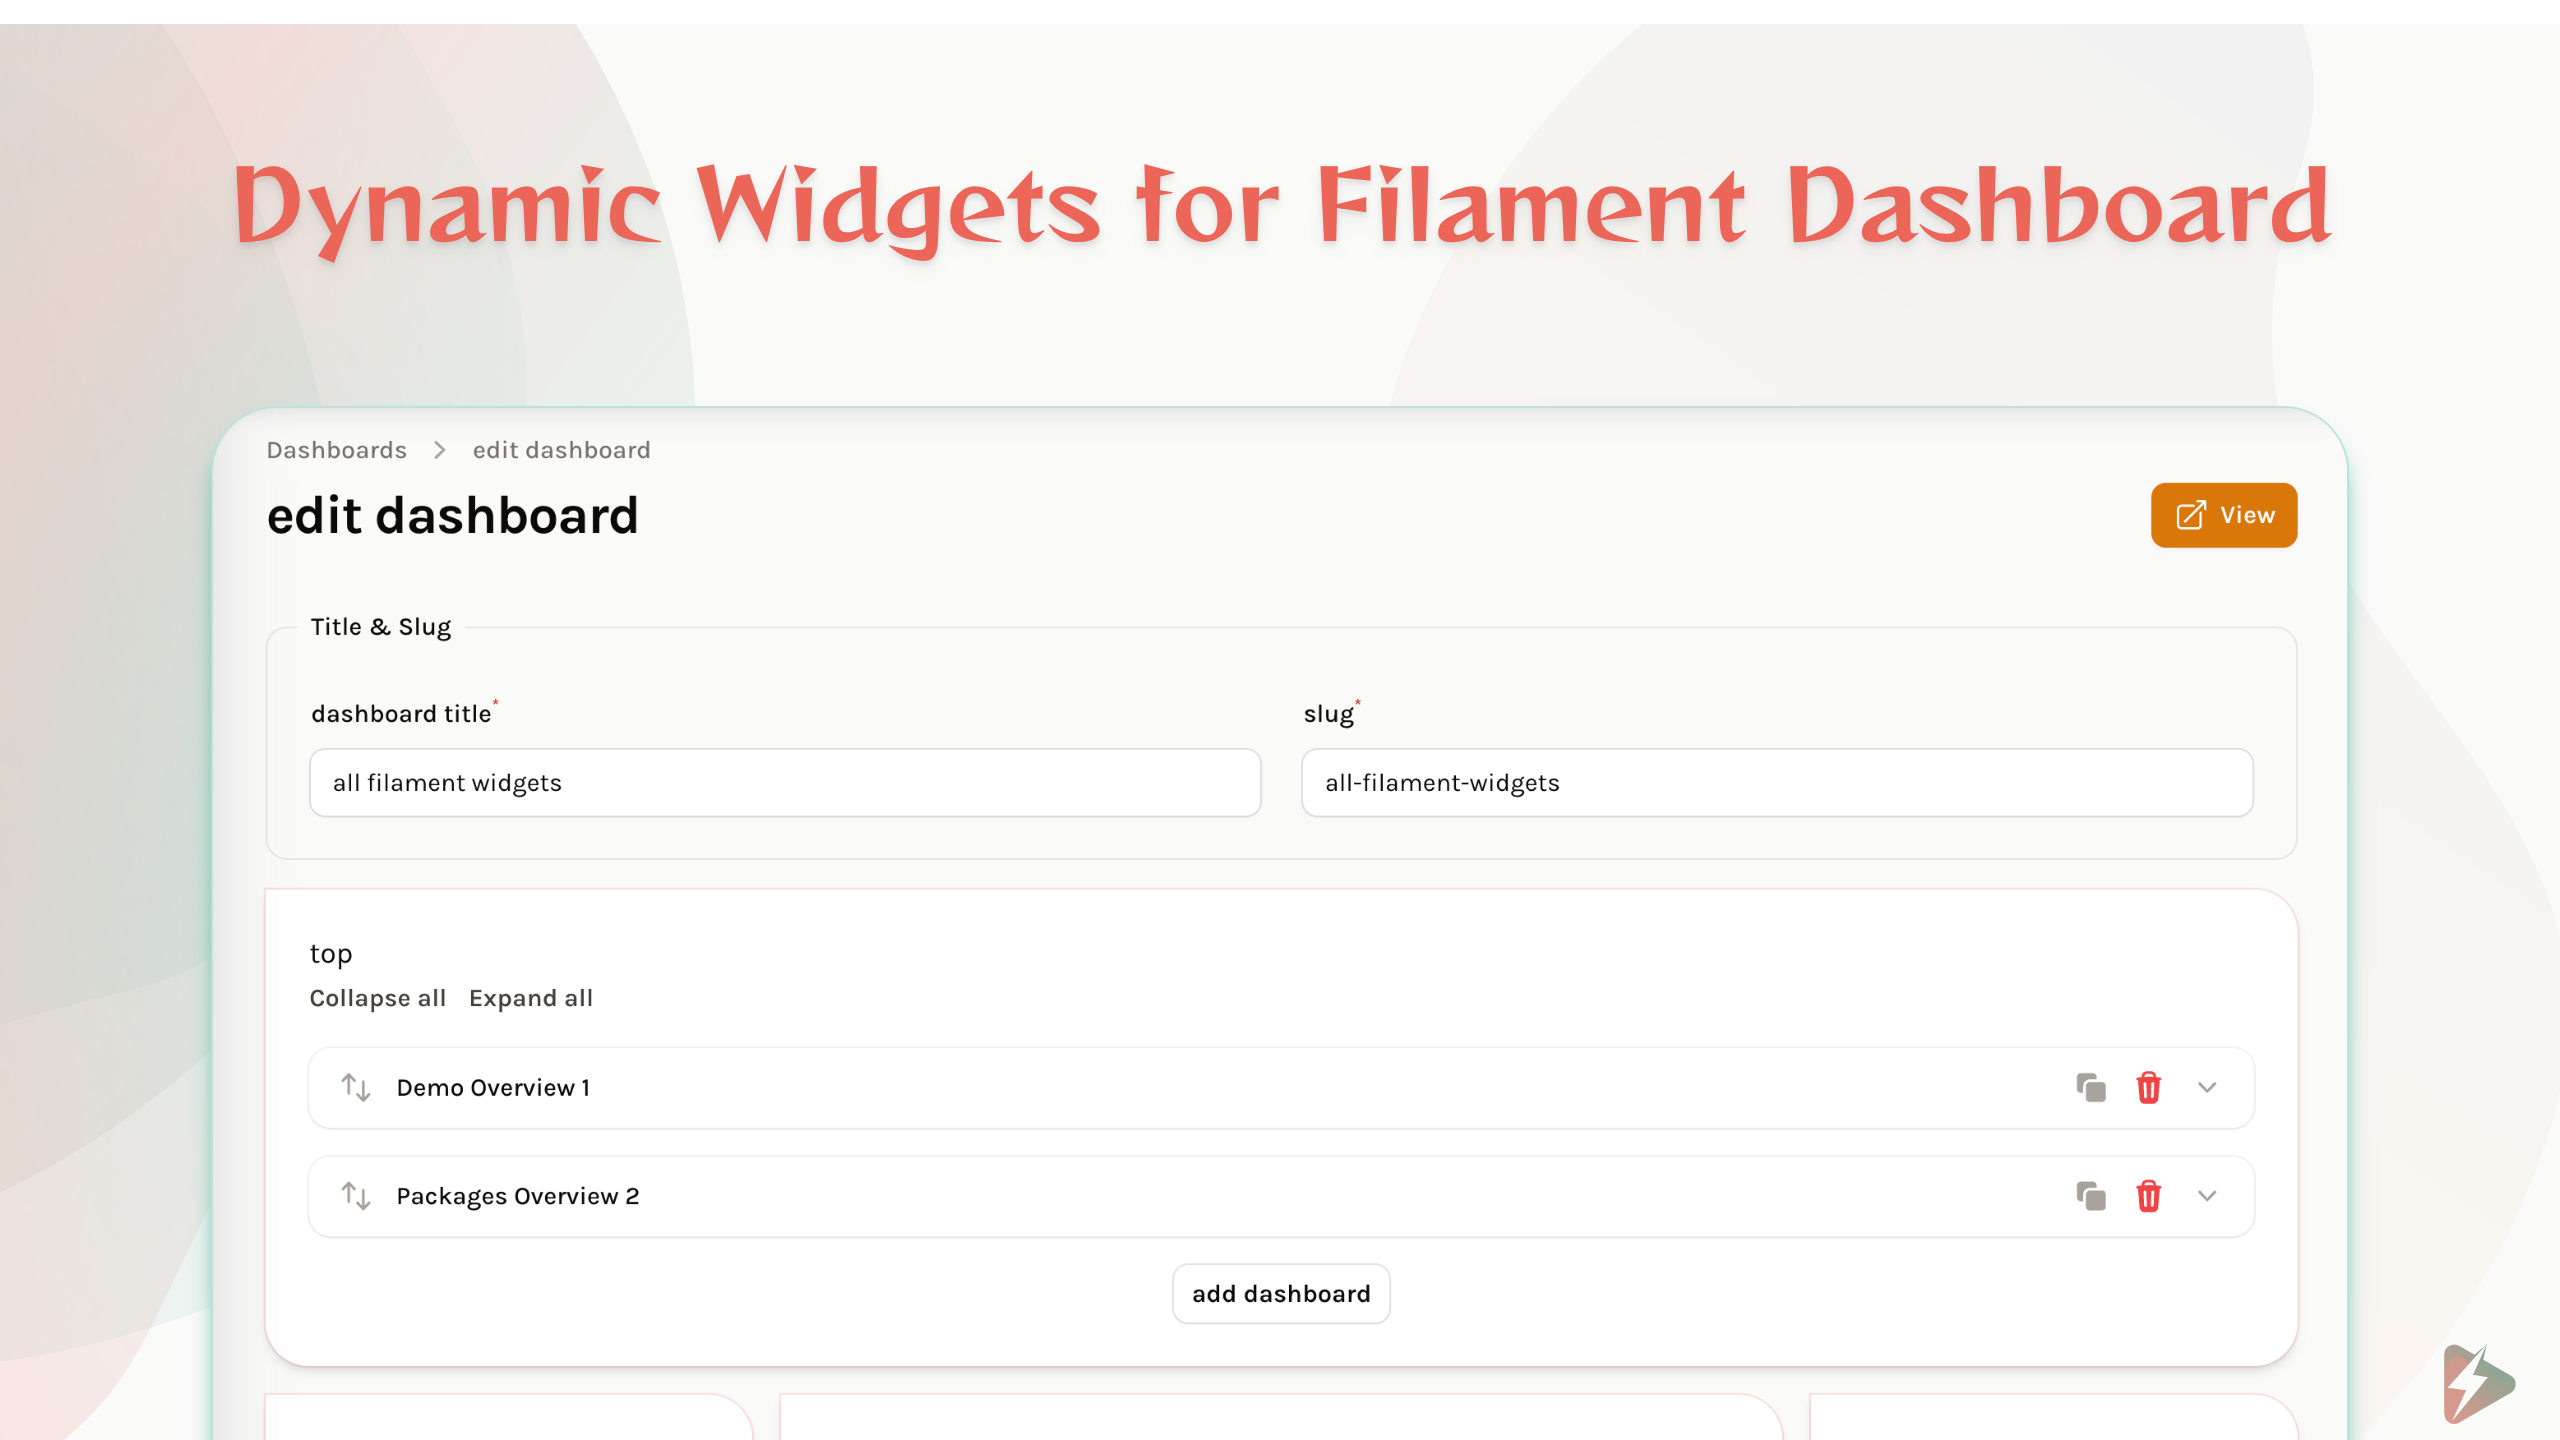 Dynamic Widgets for Filament Dashboard
Dashboards > edit dashboard
edit dashboard
View
Title & Slug
dashboard title* slug*
all filament widgets all-filament-widgets
top
Collapse all Expand all
Demo Overview 1
Packages Overview 2
add dashboard